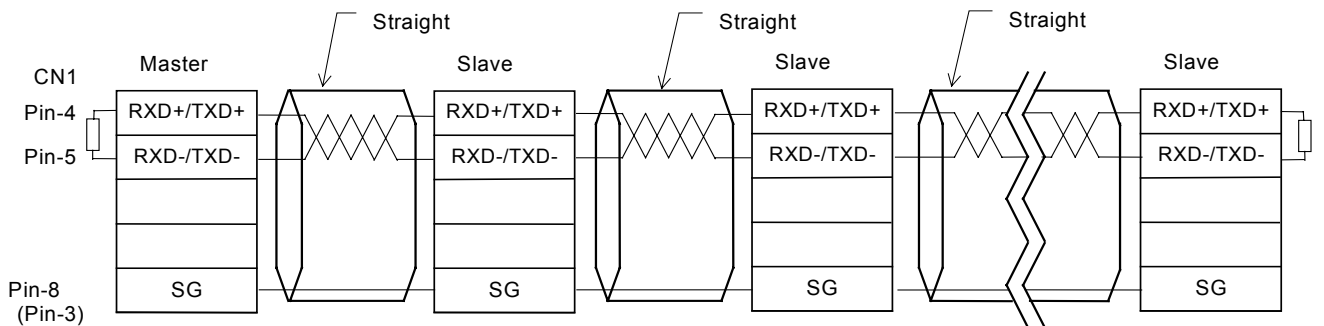 Straight
Straight
Straight
CN1
Master
Slave
Slave
Slave
Pin-4
RXD+/TXD+
RXD+/TXD+
RXD+/TXD+
RXD+/TXD+
Pin-5
RXD-/TXD-
RXD-/TXD-
RXD-/TXD-
RXD-/TXD-
Pin-8
(Pin-3)
SG
SG
SG
SG